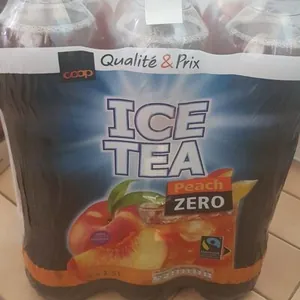 coop
Qualité & Prix
ICE
TEA
Peach
ZERO